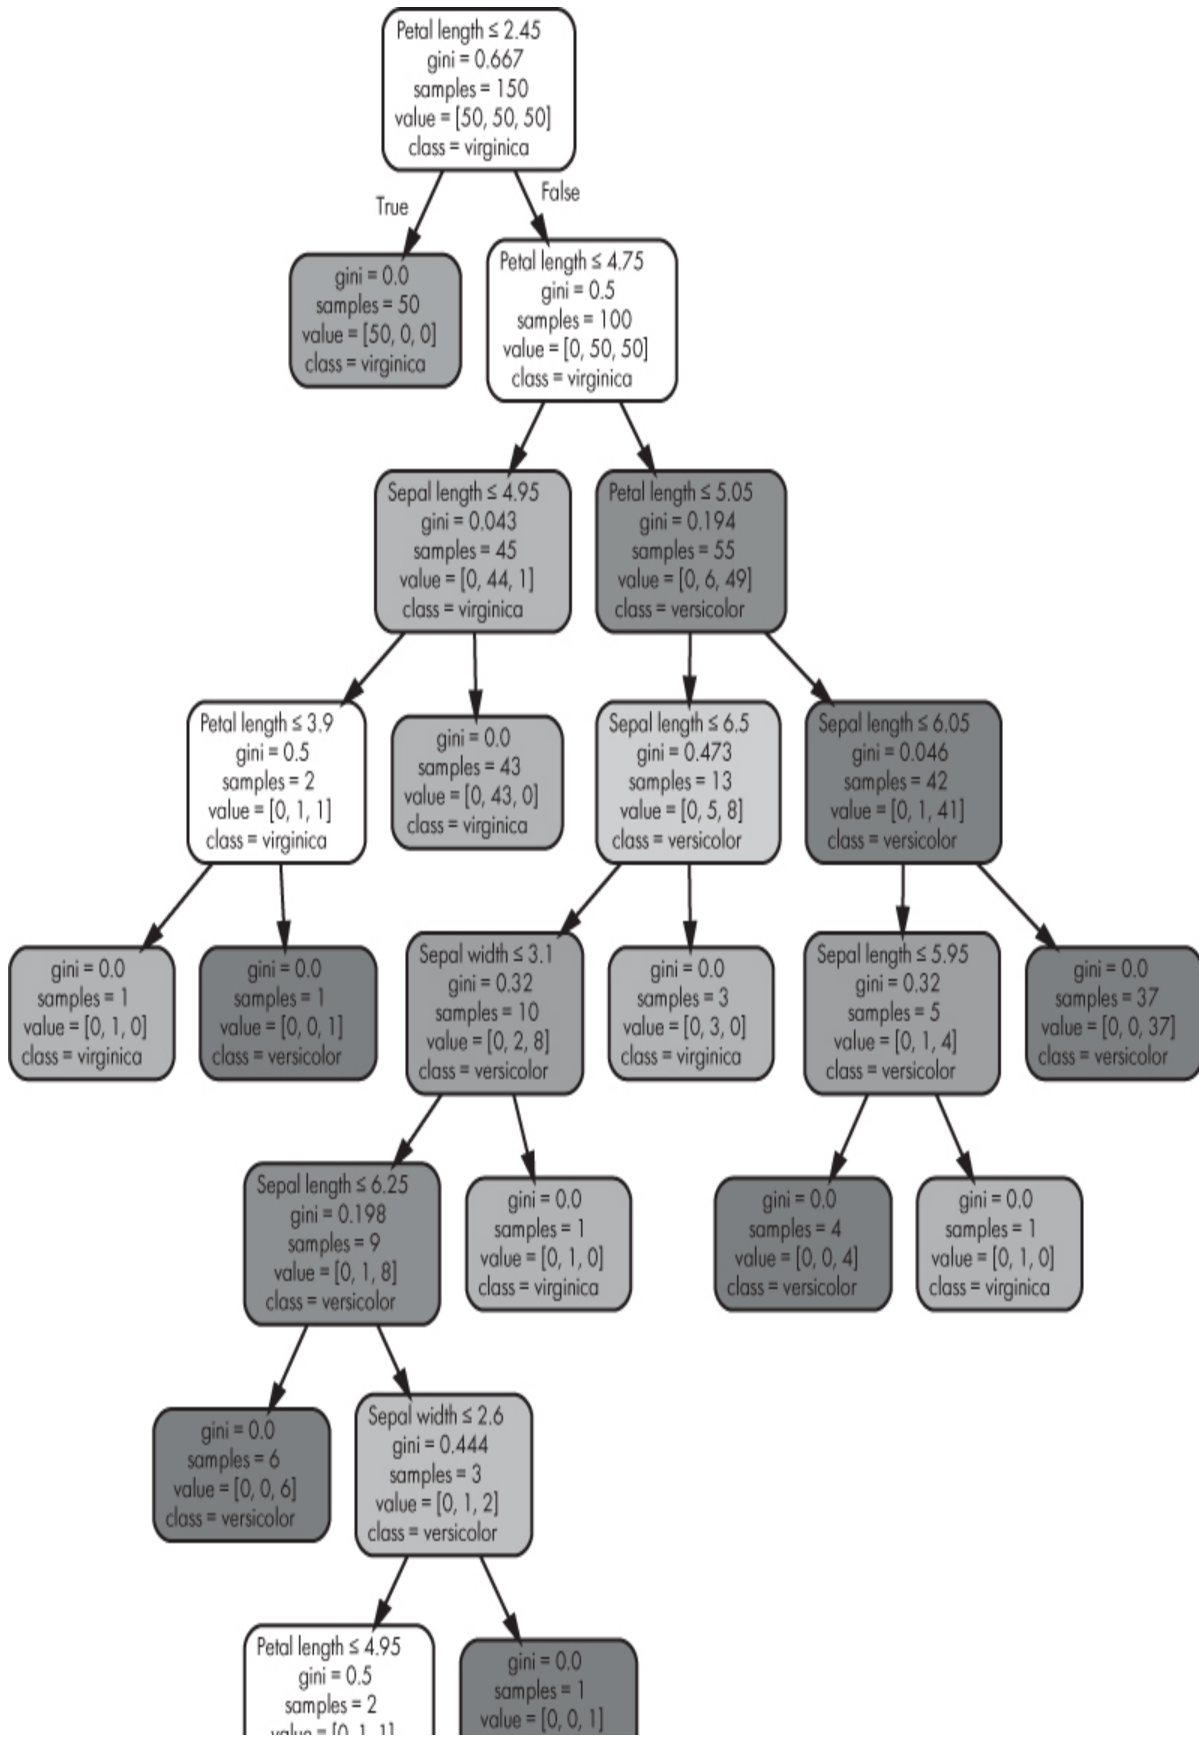 Petal length ≤ 2.45
gini = 0.667
samples = 150
value = [50, 50, 50]
class = virginica
True
False
gini = 0.0
samples = 50
value = [50, 0, 0]
class = virginica
Petal length ≤ 4.75
gini = 0.5
samples = 100
value = [0, 50, 50]
class = virginica
Sepal length ≤ 4.95
gini = 0.043
samples = 45
value = [0, 44, 1]
class = virginica
Petal length ≤ 5.05
gini = 0.194
samples = 55
value = [0, 6, 49]
class = versicolor
Petal length ≤ 3.9
gini = 0.5
samples = 2
value = [0, 1, 1]
class = virginica
gini = 0.0
samples = 43
value = [0, 43, 0]
class = virginica
Sepal length ≤ 6.5
gini = 0.473
samples = 13
value = [0, 5, 8]
class = versicolor
Sepal length ≤ 6.05
gini = 0.046
samples = 42
value = [0, 1, 41]
class = versicolor
gini = 0.0
samples = 1
value = [0, 1, 0]
class = virginica
gini = 0.0
samples = 1
value = [0, 0, 1]
class = versicolor
Sepal width ≤ 3.1
gini = 0.32
samples = 10
value = [0, 2, 8]
class = versicolor
gini = 0.0
samples = 3
value = [0, 3, 0]
class = virginica
Sepal length ≤ 5.95
gini = 0.32
samples = 5
value = [0, 1, 4]
class = versicolor
gini = 0.0
samples = 37
value = [0, 0, 37]
class = versicolor
Sepal length ≤ 6.25
gini = 0.198
samples = 9
value = [0, 1, 8]
class = versicolor
gini = 0.0
samples = 1
value = [0, 1, 0]
class = virginica
gini = 0.0
samples = 4
value = [0, 0, 4]
class = versicolor
gini = 0.0
samples = 1
value = [0, 1, 0]
class = virginica
gini = 0.0
samples = 6
value = [0, 0, 6]
class = versicolor
Sepal width ≤ 2.6
gini = 0.444
samples = 3
value = [0, 1, 2]
class = versicolor
Petal length ≤ 4.95
gini = 0.5
samples = 2
value = [0, 1, 1]
gini = 0.0
samples = 1
value = [0, 0, 1]